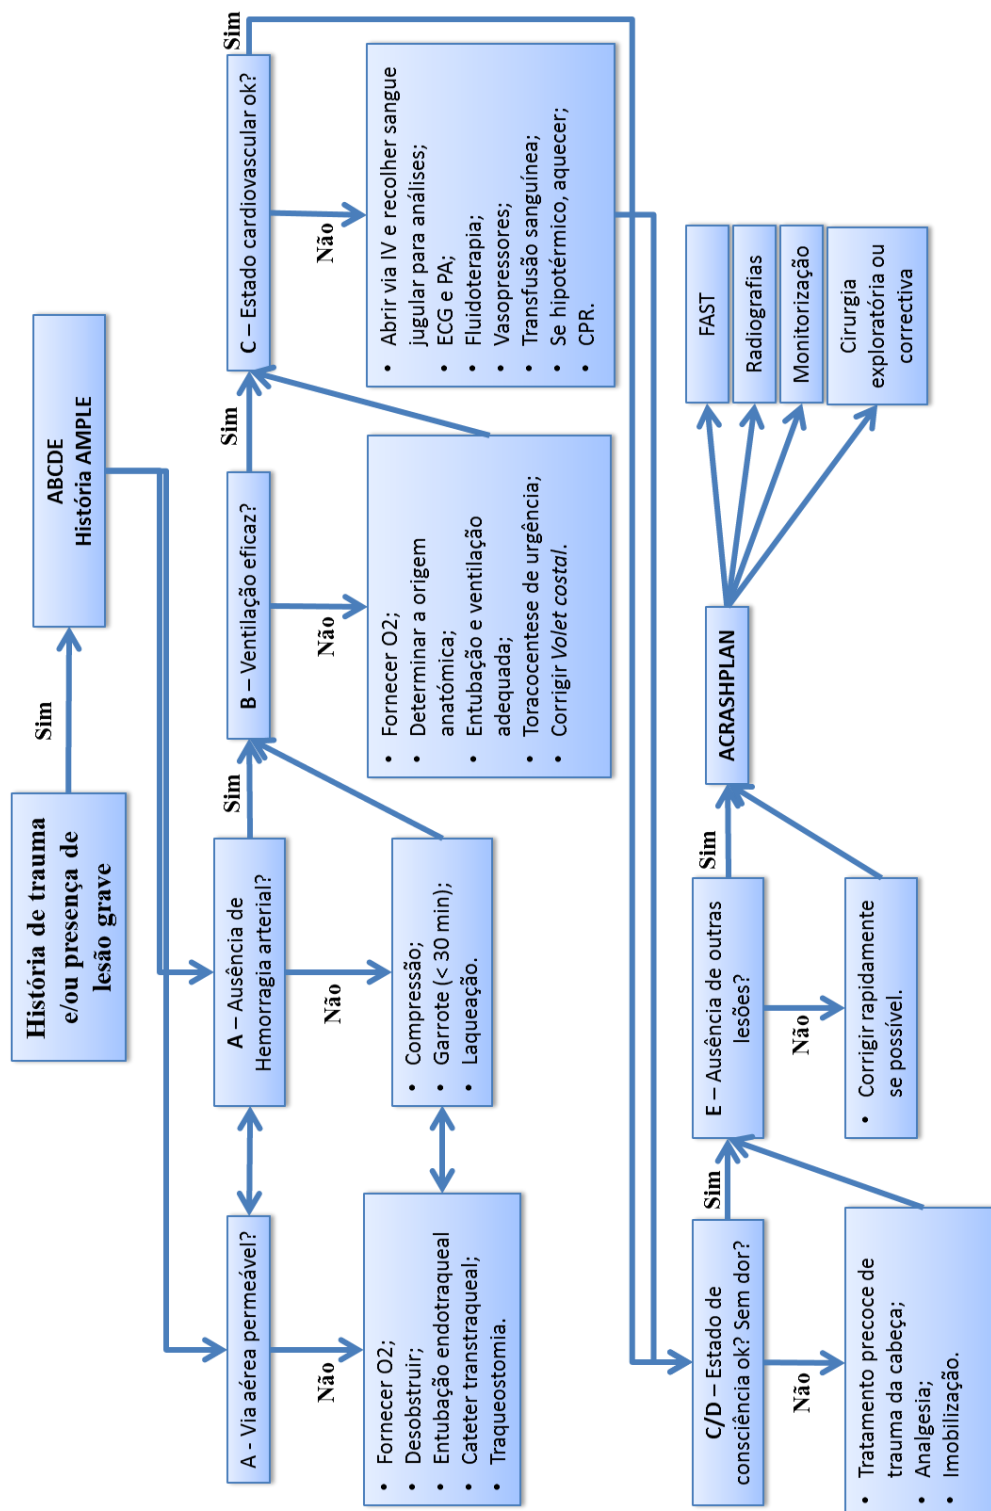 História de trauma
e/ou presença de
lesão grave
Sim
ABCDE
História AMPLE
A - Via aérea permeável?
Não
• Fornecer O2;
• Desobstruir;
• Entubação endotraqueal
• Cateter transtraqueal;
• Traqueostomia.
A – Ausência de
Hemorragia arterial?
Sim
Não
• Compressão;
• Garrote (< 30 min);
• Laqueação.
B – Ventilação eficaz?
Sim
Não
• Fornecer O2;
• Determinar a origem
anatómica;
• Entubação e ventilação
adequada;
• Toracocentese de urgência;
• Corrigir Volet costal.
C – Estado cardiovascular ok?
Sim
Não
• Abrir via IV e recolher sangue
jugular para análises;
• ECG e PA;
• Fluidoterapia;
• Vasopressores;
• Transfusão sanguínea;
• Se hipotérmico, aquecer;
• CPR.
C/D – Estado de
consciência ok? Sem dor?
Sim
Não
• Tratamento precoce de
trauma da cabeça;
• Analgesia;
• Imobilização.
E – Ausência de outras
lesões?
Sim
Não
• Corrigir rapidamente
se possível.
ACRASHPLAN
FAST
Radiografias
Monitorização
Cirurgia
exploratória ou
correctiva